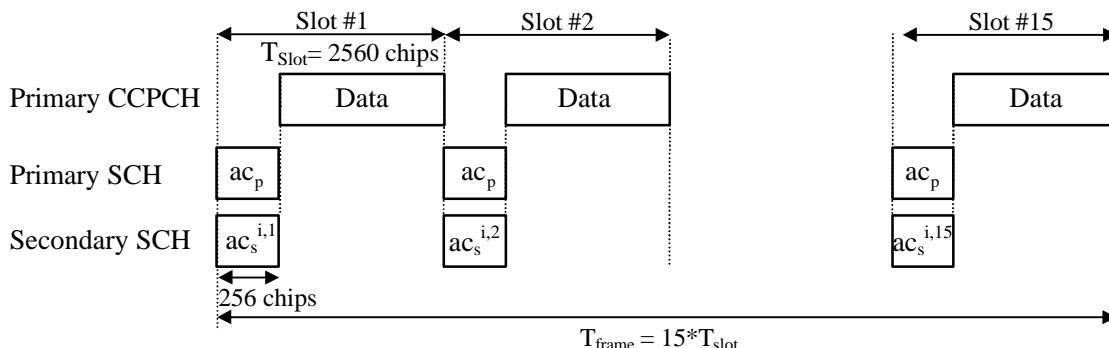 Slot #1 Slot #2 Slot #15
T_Slot= 2560 chips
Primary CCPCH Data Data Data
Primary SCH ac_p ac_p ac_p
Secondary SCH ac_s^i,1 ac_s^i,2 ac_s^i,15
256 chips
T_frame = 15*T_slot